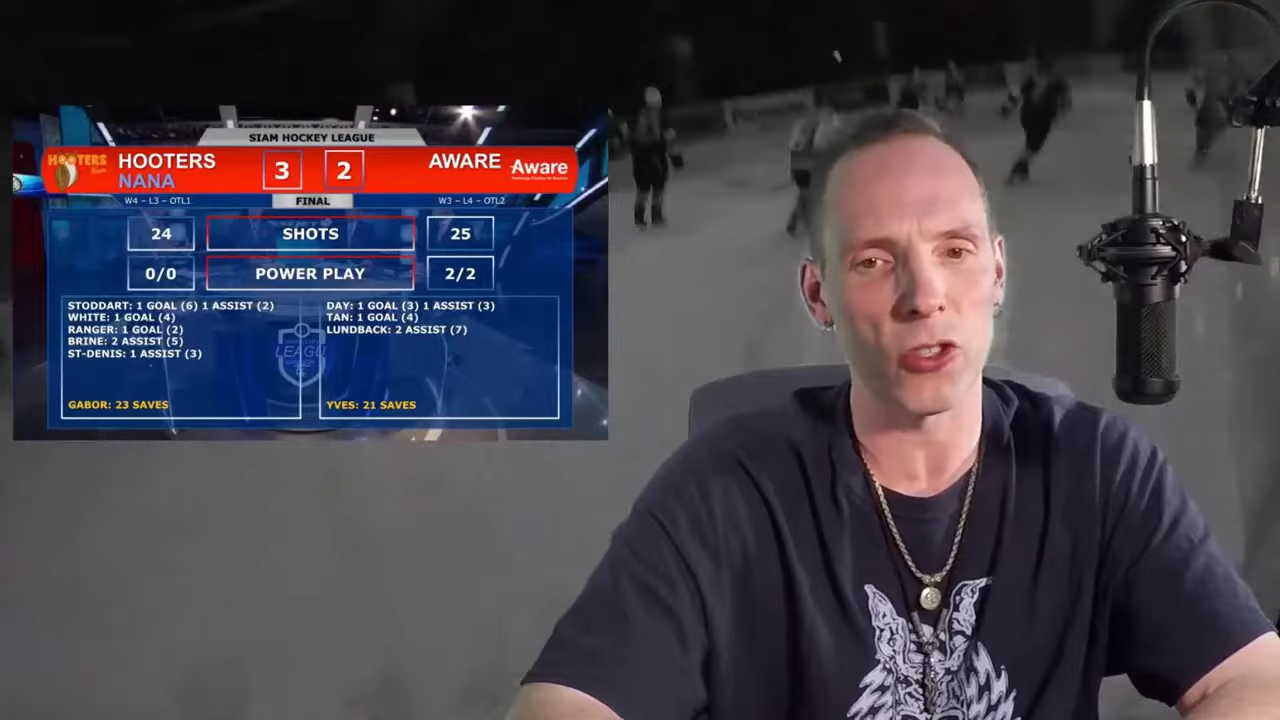 SIAM HOCKEY LEAGUE
HOOTERS
HOOTERS
NANA
3
2
AWARE
Aware
W4 – L3 – OTL1
FINAL
W3 – L4 – OTL2
24
SHOTS
25
0/0
POWER PLAY
2/2
STODDART: 1 GOAL (6) 1 ASSIST (2)
WHITE: 1 GOAL (4)
RANGER: 1 GOAL (2)
BRINE: 2 ASSIST (5)
ST-DENIS: 1 ASSIST (3)
GABOR: 23 SAVES
DAY: 1 GOAL (3) 1 ASSIST (3)
TAN: 1 GOAL (4)
LUNDBACK: 2 ASSIST (7)
YVES: 21 SAVES
LEAGU